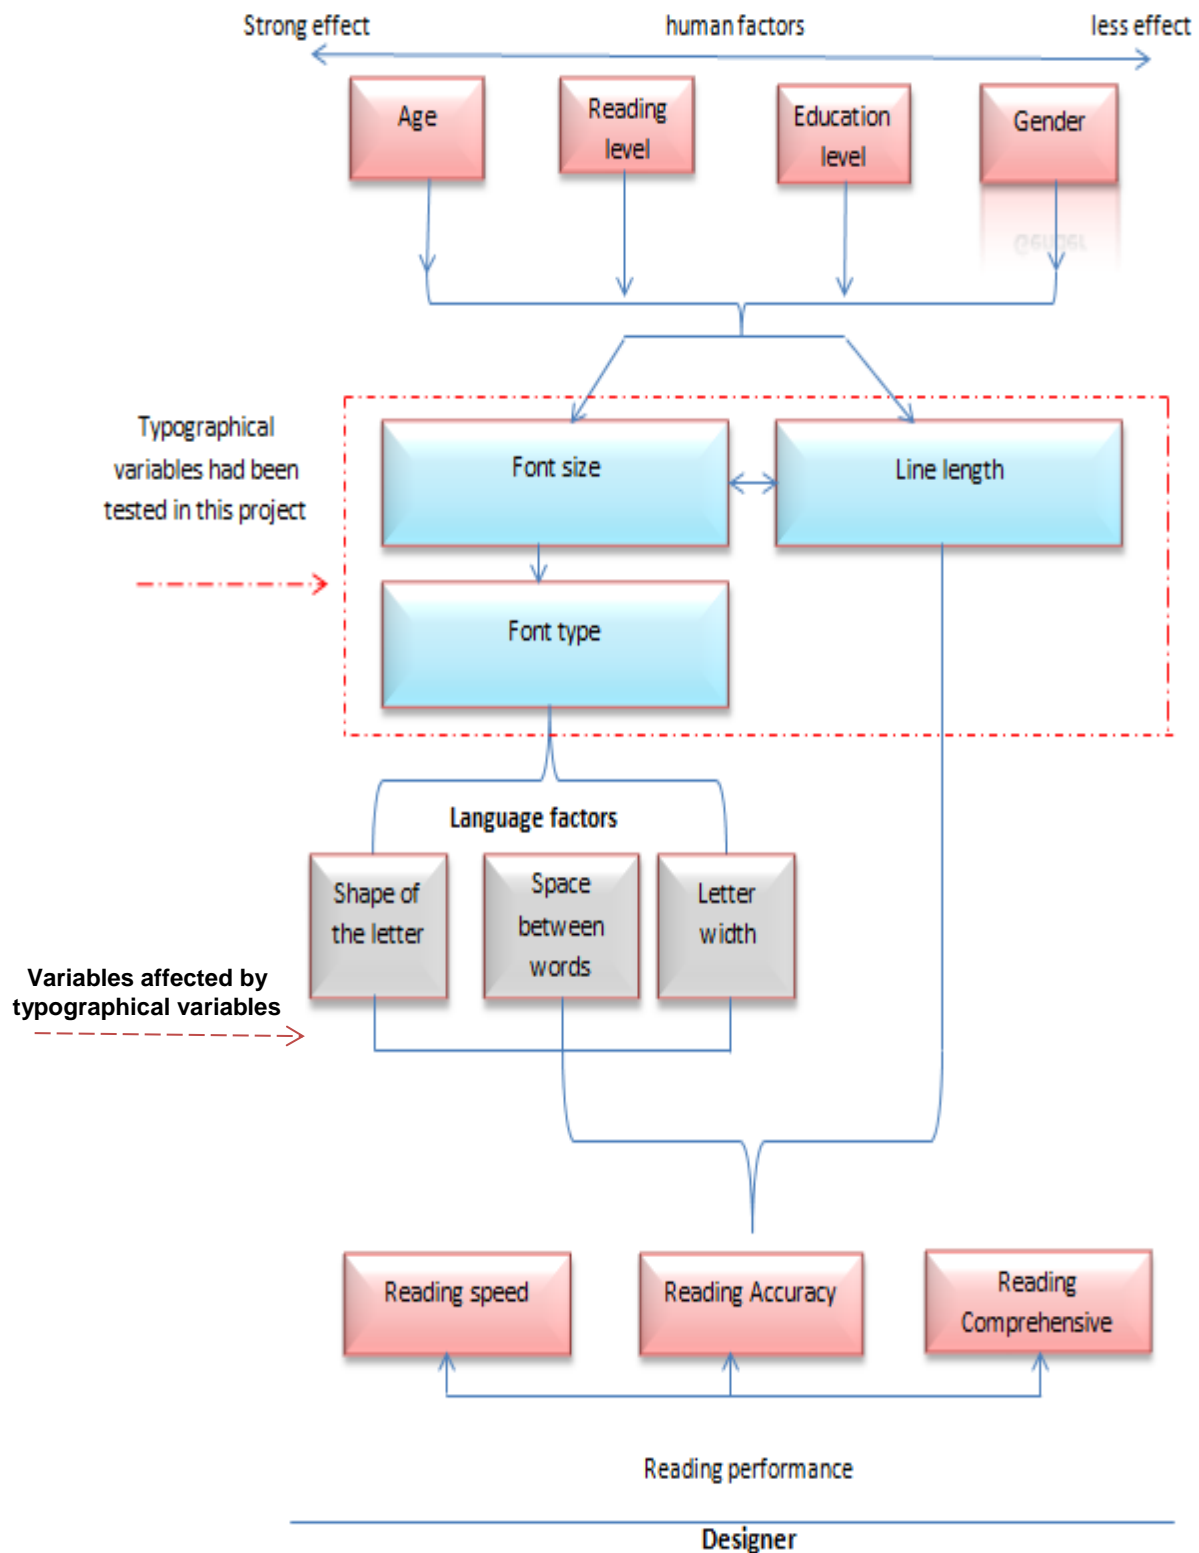 Strong effect human factors less effect
Age
Reading
level
Education
level
Gender
Gender
Typographical
variables had been
tested in this project
Font size
Line length
Font type
Language factors
Shape of
the letter
Space
between
words
Letter
width
Variables affected by
typographical variables
Reading speed
Reading Accuracy
Reading
Comprehensive
Reading performance
Designer